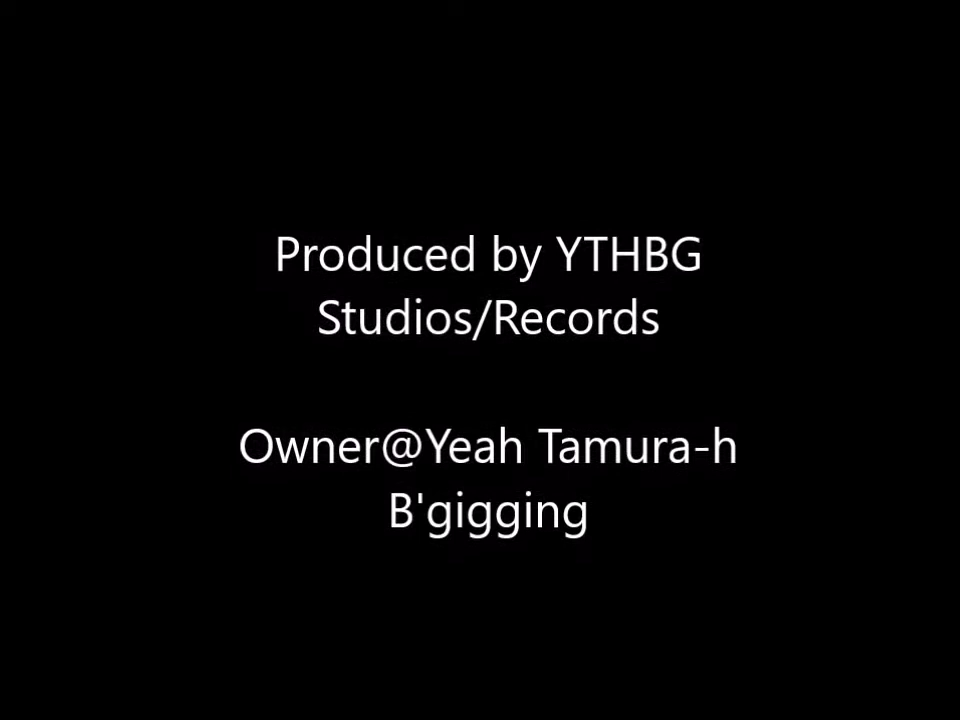 Produced by YTHBG
Studios/Records
Owner@Yeah Tamura-h
B'gigging